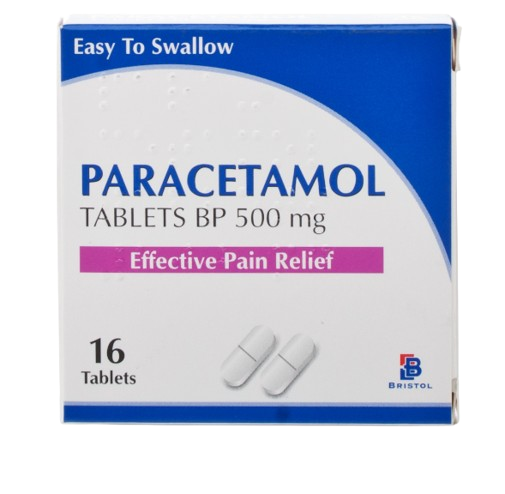 Easy To Swallow
PARACETAMOL
TABLETS BP 500 mg
Effective Pain Relief
16
Tablets
B
BRISTOL